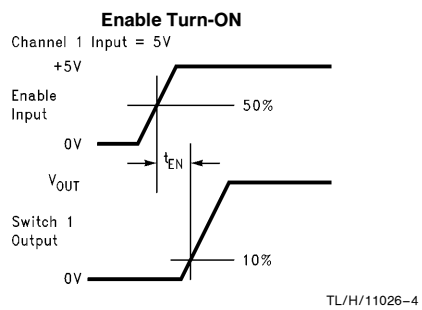 Enable Turn-ON
Channel 1 Input = 5V
+5V
Enable
Input
50%
0V
tEN
VOUT
Switch 1
Output
10%
0V
TL/H/11026-4